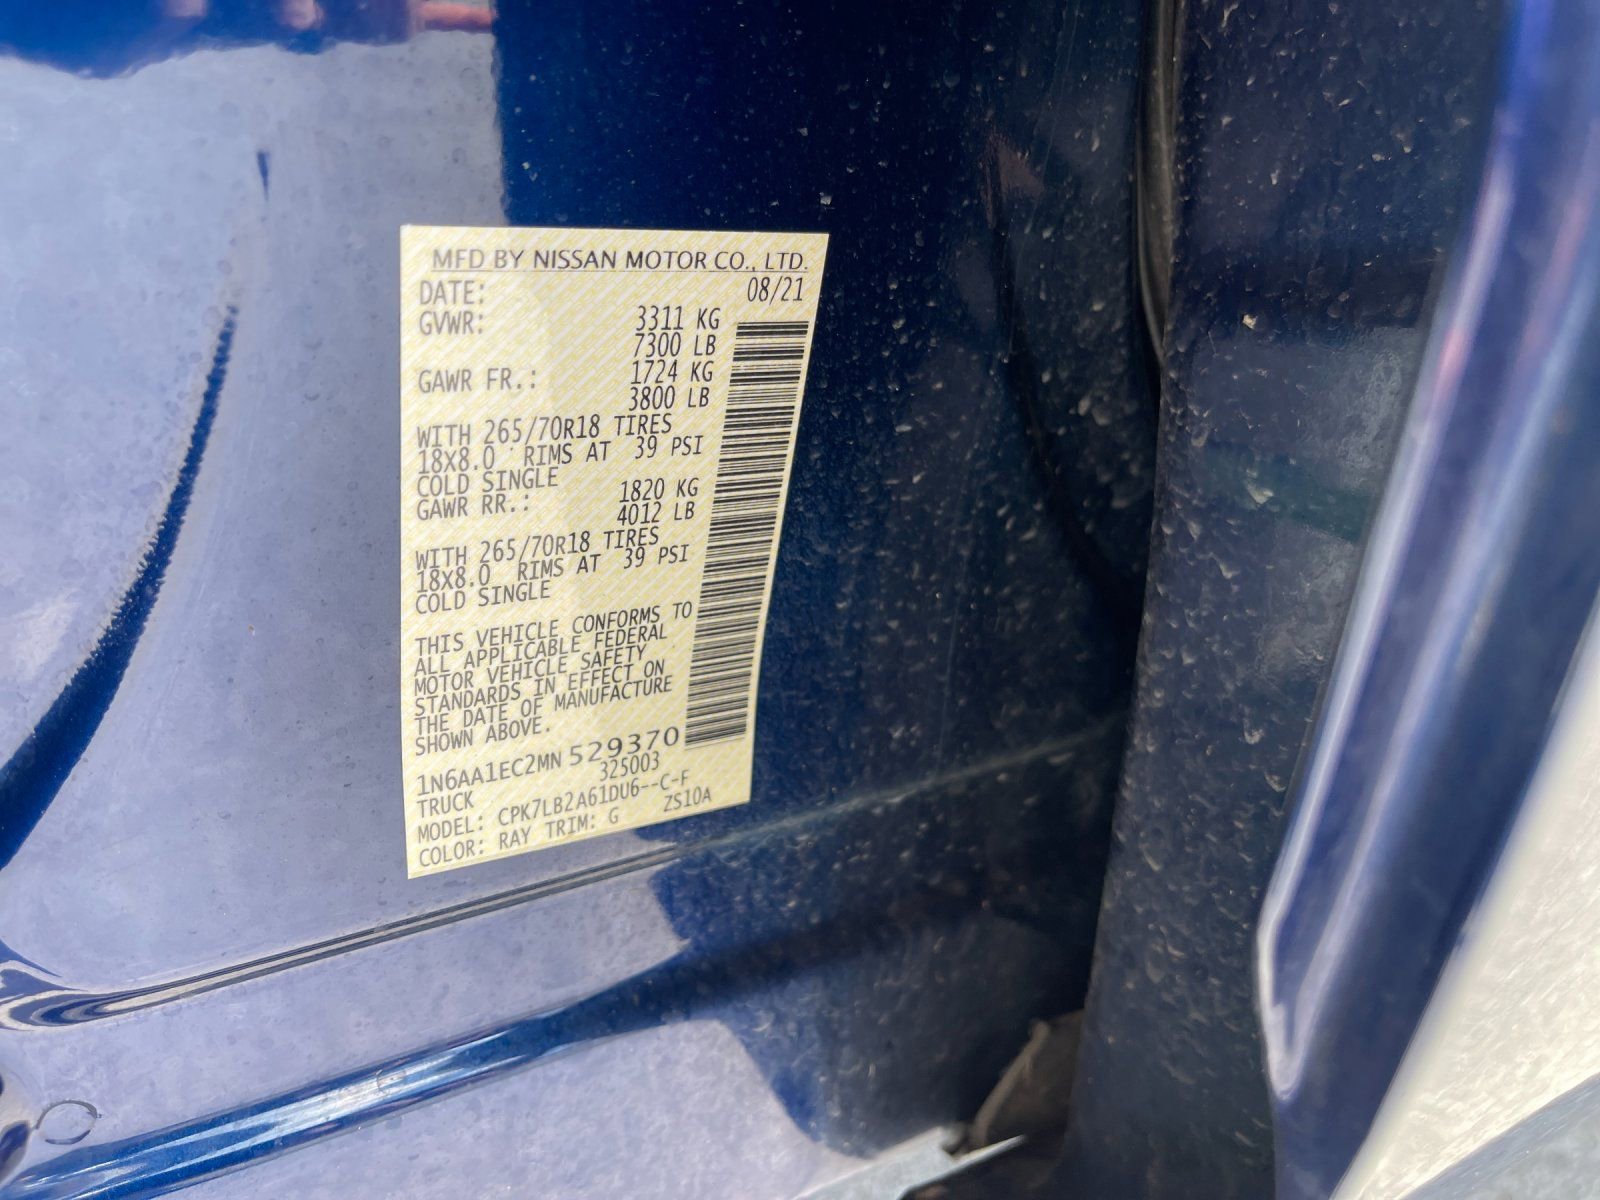 MFD BY NISSAN MOTOR CO., LTD.
DATE: 08/21
GVWR: 3311 KG
7300 LB
GAWR FR.: 1724 KG
3800 LB
WITH 265/70R18 TIRES
18X8.0 RIMS AT 39 PSI
COLD SINGLE
GAWR RR.: 1820 KG
4012 LB
WITH 265/70R18 TIRES
18X8.0 RIMS AT 39 PSI
COLD SINGLE
THIS VEHICLE CONFORMS TO
ALL APPLICABLE FEDERAL
MOTOR VEHICLE SAFETY
STANDARDS IN EFFECT ON
THE DATE OF MANUFACTURE
SHOWN ABOVE.
1N6AA1EC2MN 529370
TRUCK 325003
MODEL: CPK7LB2A61DU6--C-F
COLOR: RAY TRIM: G ZS10A